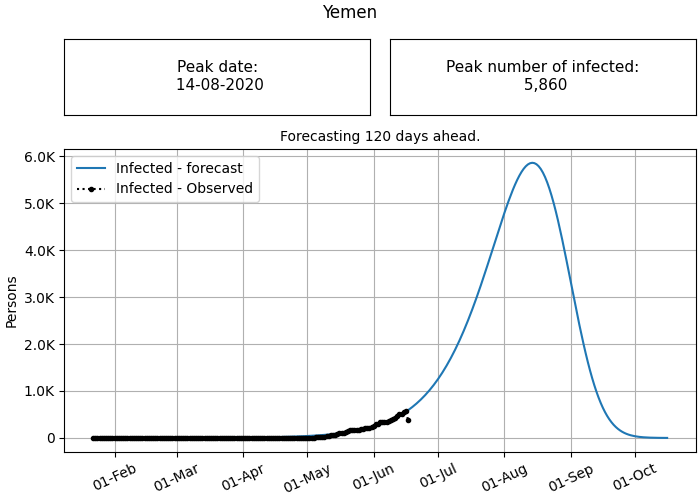 Yemen
Peak date:
14-08-2020
Peak number of infected:
5,860
Forecasting 120 days ahead.
Infected - forecast
Infected - Observed
6.0K
5.0K
4.0K
3.0K
2.0K
1.0K
0
Persons
01-Feb
01-Mar
01-Apr
01-May
01-Jun
01-Jul
01-Aug
01-Sep
01-Oct